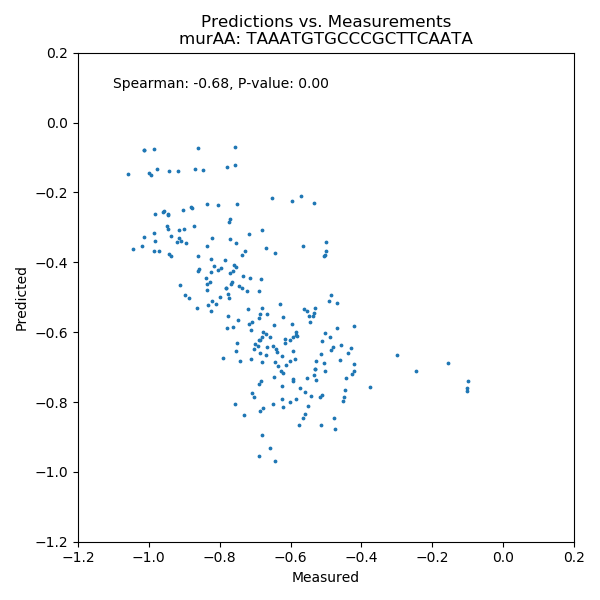 Predictions vs. Measurements
murAA: TAAATGTGCCCGCTTCAATA
Spearman: -0.68, P-value: 0.00
0.2
0.0
−0.2
−0.4
−0.6
−0.8
−1.0
−1.2
Predicted
−1.2 −1.0 −0.8 −0.6 −0.4 −0.2 0.0 0.2
Measured